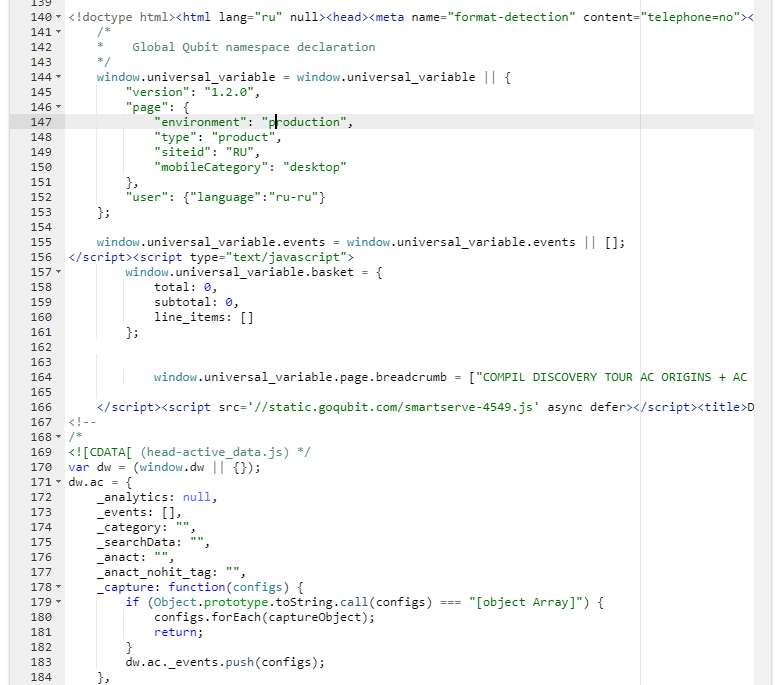 139
140 <!doctype html><html lang="ru" null><head><meta name="format-detection" content="telephone=no"><
141 /*
142 *    Global Qubit namespace declaration
143 */
144 window.universal_variable = window.universal_variable || {
145 "version": "1.2.0",
146 "page": {
147 "environment": "production",
148 "type": "product",
149 "siteid": "RU",
150 "mobileCategory": "desktop"
151 },
152 "user": {"language":"ru-ru"}
153 };
154
155 window.universal_variable.events = window.universal_variable.events || [];
156 </script><script type="text/javascript">
157 window.universal_variable.basket = {
158 total: 0,
159 subtotal: 0,
160 line_items: []
161 };
162
163
164 window.universal_variable.page.breadcrumb = ["COMPIL DISCOVERY TOUR AC ORIGINS + AC
165
166 </script><script src='//static.goqubit.com/smartserve-4549.js' async defer></script><title>D
167 <!--
168 /*
169 <![CDATA[ (head-active_data.js) */
170 var dw = (window.dw || {});
171 dw.ac = {
172 _analytics: null,
173 _events: [],
174 _category: "",
175 _searchData: "",
176 _anact: "",
177 _anact_nohit_tag: "",
178 _capture: function(configs) {
179 if (Object.prototype.toString.call(configs) === "[object Array]") {
180 configs.forEach(captureObject);
181 return;
182 }
183 dw.ac._events.push(configs);
184 },